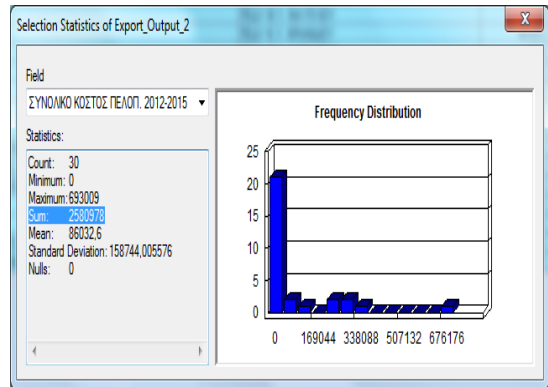 Selection Statistics of Export_Output_2
X
Field
ΣΥΝΟΛΙΚΟ ΚΟΣΤΟΣ ΠΕΛΟΠ. 2012-2015
Statistics:
Count: 30
Minimum: 0
Maximum: 693009
Sum: 2580978
Mean: 86032,6
Standard Deviation: 158744,005576
Nulls: 0
Frequency Distribution
25
20
15
10
5
0
0 169044 338088 507132 676176